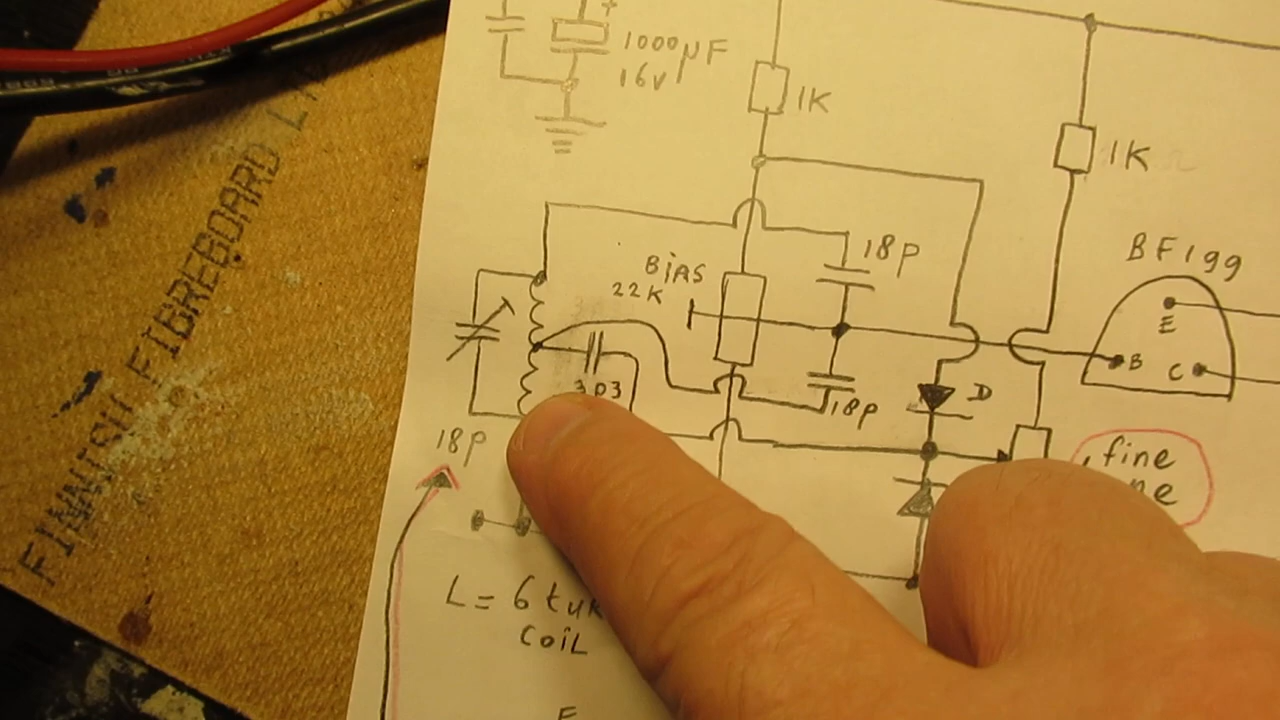 1000µF
16V
1K
1K
BF199
18P
BiAS
22K
E
B
C
3p3
D
18p
18P
fine
L = 6
COiL
FINNISH FIBREBOARD